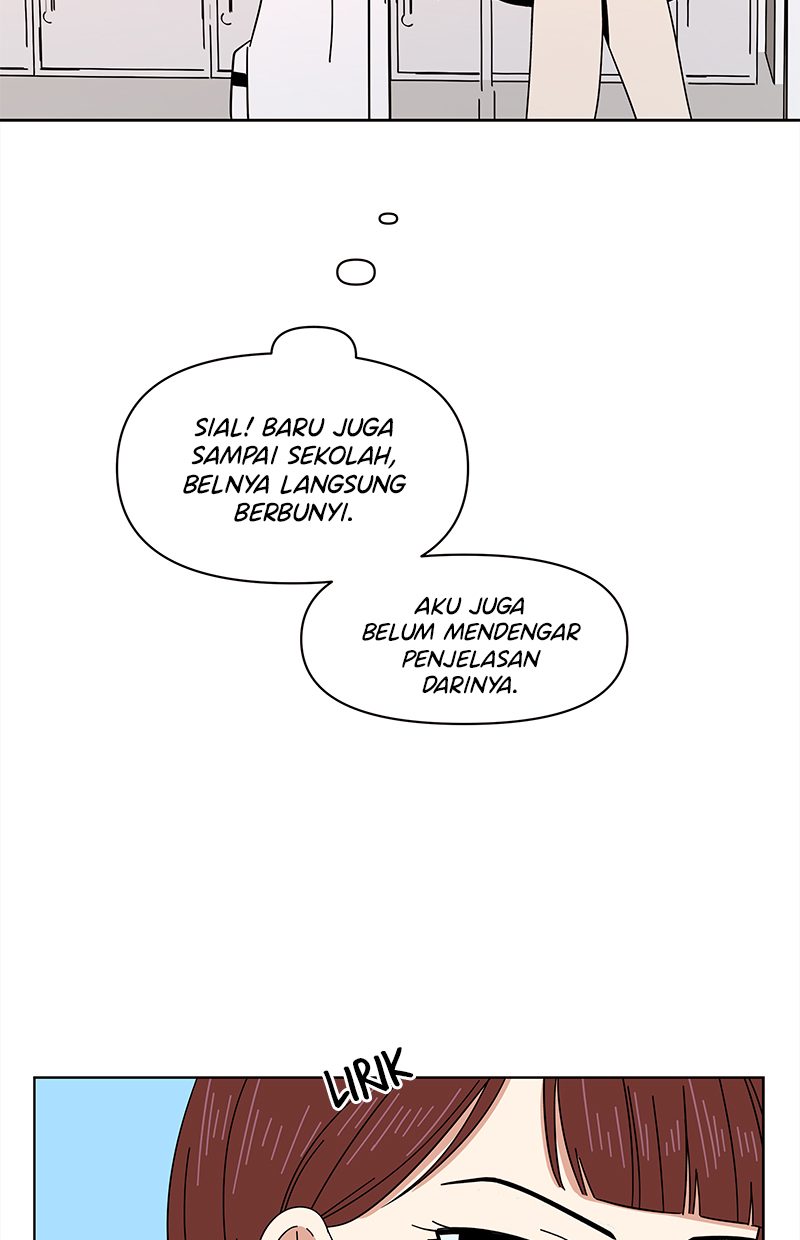 SIAL! BARU JUGA
SAMPAI SEKOLAH,
BELNYA LANGSUNG
BERBUNYI.
AKU JUGA
BELUM MENDENGAR
PENJELASAN
DARINYA.
LIRIK